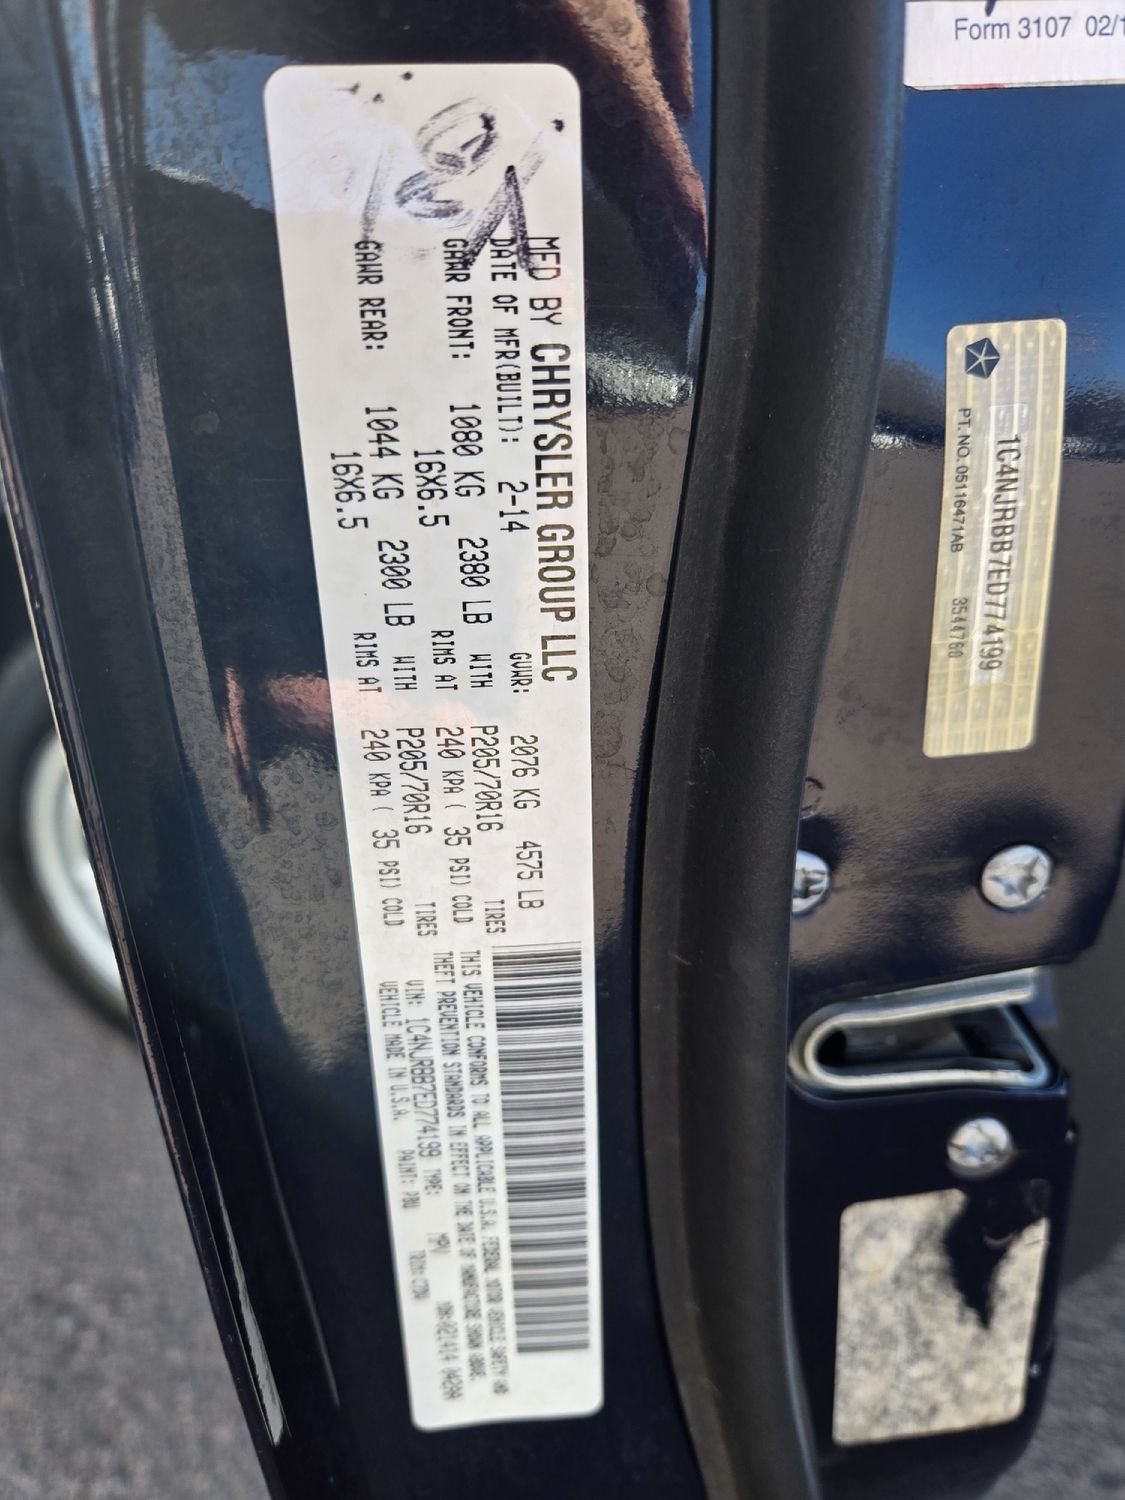 MFD BY CHRYSLER GROUP LLC
DATE OF MFR(BUILT): 2-14 GVWR: 2076 KG 4575 LB
GAWR FRONT: 1080 KG 2380 LB WITH P205/70R16 TIRES
16X6.5 RIMS AT 240 KPA ( 35 PSI) COLD
GAWR REAR: 1044 KG 2300 LB WITH P205/70R16 TIRES
16X6.5 RIMS AT 240 KPA ( 35 PSI) COLD
THIS VEHICLE CONFORMS TO ALL APPLICABLE U.S.A. FEDERAL MOTOR VEHICLE SAFETY AND
THEFT PREVENTION STANDARDS IN EFFECT ON THE DATE OF MANUFACTURE SHOWN ABOVE.
VIN: 1C4NJRBB7ED774199 TYPE: MPV
VEHICLE MADE IN U.S.A. PAINT: PBU
Form 3107 02/1
1C4NJRBB7ED774199
PT. NO. 05116471AB 3544760